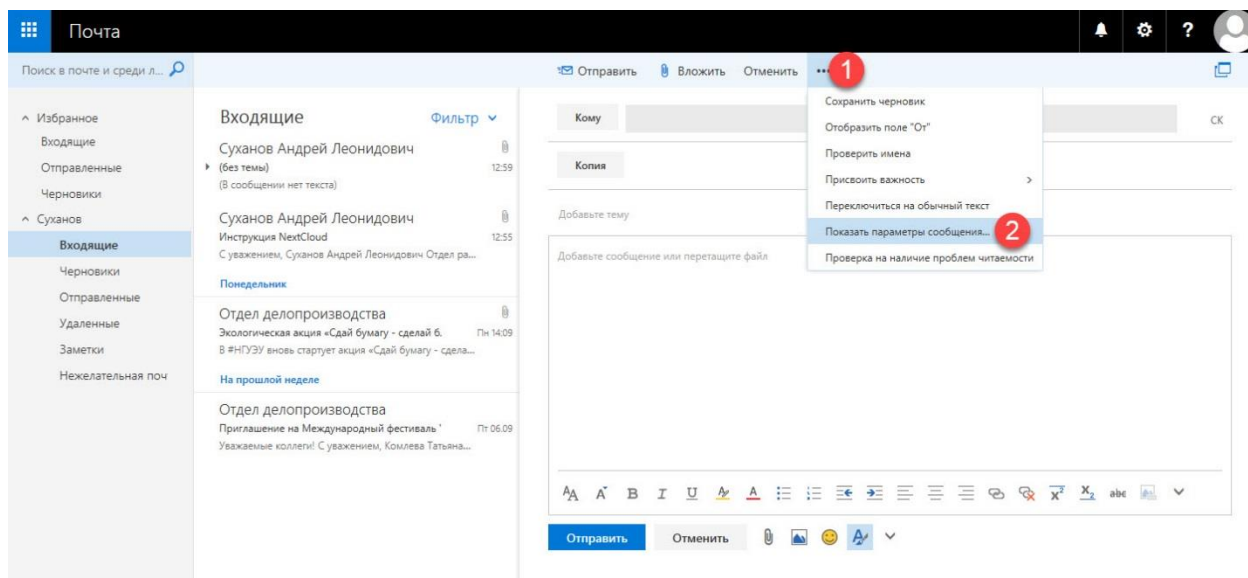 Почта
?
Поиск в почте и среди л...
Отправить
Вложить
Отменить
•••
1
Избранное
Входящие
Отправленные
Черновики
Суханов
Входящие
Черновики
Отправленные
Удаленные
Заметки
Нежелательная поч
Входящие
Фильтр
Суханов Андрей Леонидович
(без темы) 12:59
(В сообщении нет текста)
Суханов Андрей Леонидович
Инструкция NextCloud 12:55
С уважением, Суханов Андрей Леонидович Отдел ра...
Понедельник
Отдел делопроизводства
Экологическая акция «Сдай бумагу - сделай б. Пн 14:09
В #НГУЭУ вновь стартует акция «Сдай бумагу - сдела...
На прошлой неделе
Отдел делопроизводства
Приглашение на Международный фестиваль ' Пт 06.09
Уважаемые коллеги! С уважением, Комлева Татьяна...
Кому
СК
Копия
Добавьте тему
Добавьте сообщение или перетащите файл
Сохранить черновик
Отобразить поле "От"
Проверить имена
Присвоить важность
Переключиться на обычный текст
Показать параметры сообщения...
2
Проверка на наличие проблем читаемости
Отправить
Отменить